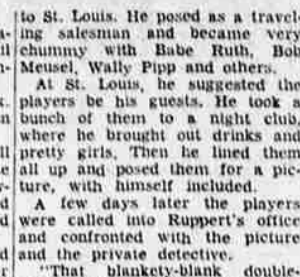 to St. Louis. He posed as a travel-
ing salesman and became very
chummy with Babe Ruth, Bob
Meusel, Wally Pipp and others.
At St. Louis, he suggested the
players be his guests. He took a
bunch of them to a night club,
where he brought out drinks and
pretty girls. Then he lined them
all up and posed them for a pic-
ture, with himself included.
A few days later the players
were called into Ruppert's office
and confronted with the picture
and the private detective.
"That blankety-blank double